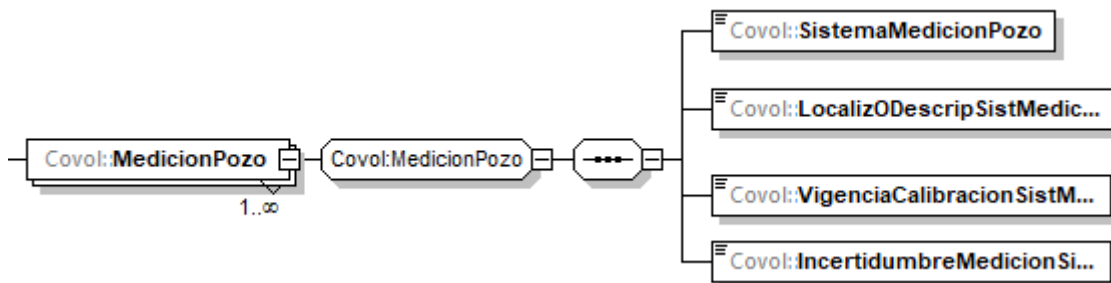 Covol::SistemaMedicionPozo
Covol::LocalizODescripSistMedic...
Covol::MedicionPozo
Covol:MedicionPozo
1..∞
Covol::VigenciaCalibracionSistM...
Covol::IncertidumbreMedicionSi...